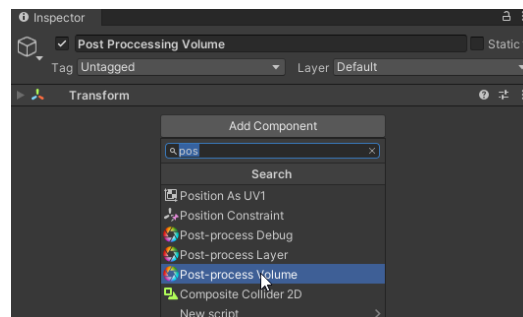 Inspector
Post Proccessing Volume
Static
Tag Untagged
Layer Default
Transform
Add Component
pos
Search
Position As UV1
Position Constraint
Post-process Debug
Post-process Layer
Post-process Volume
Composite Collider 2D
New script